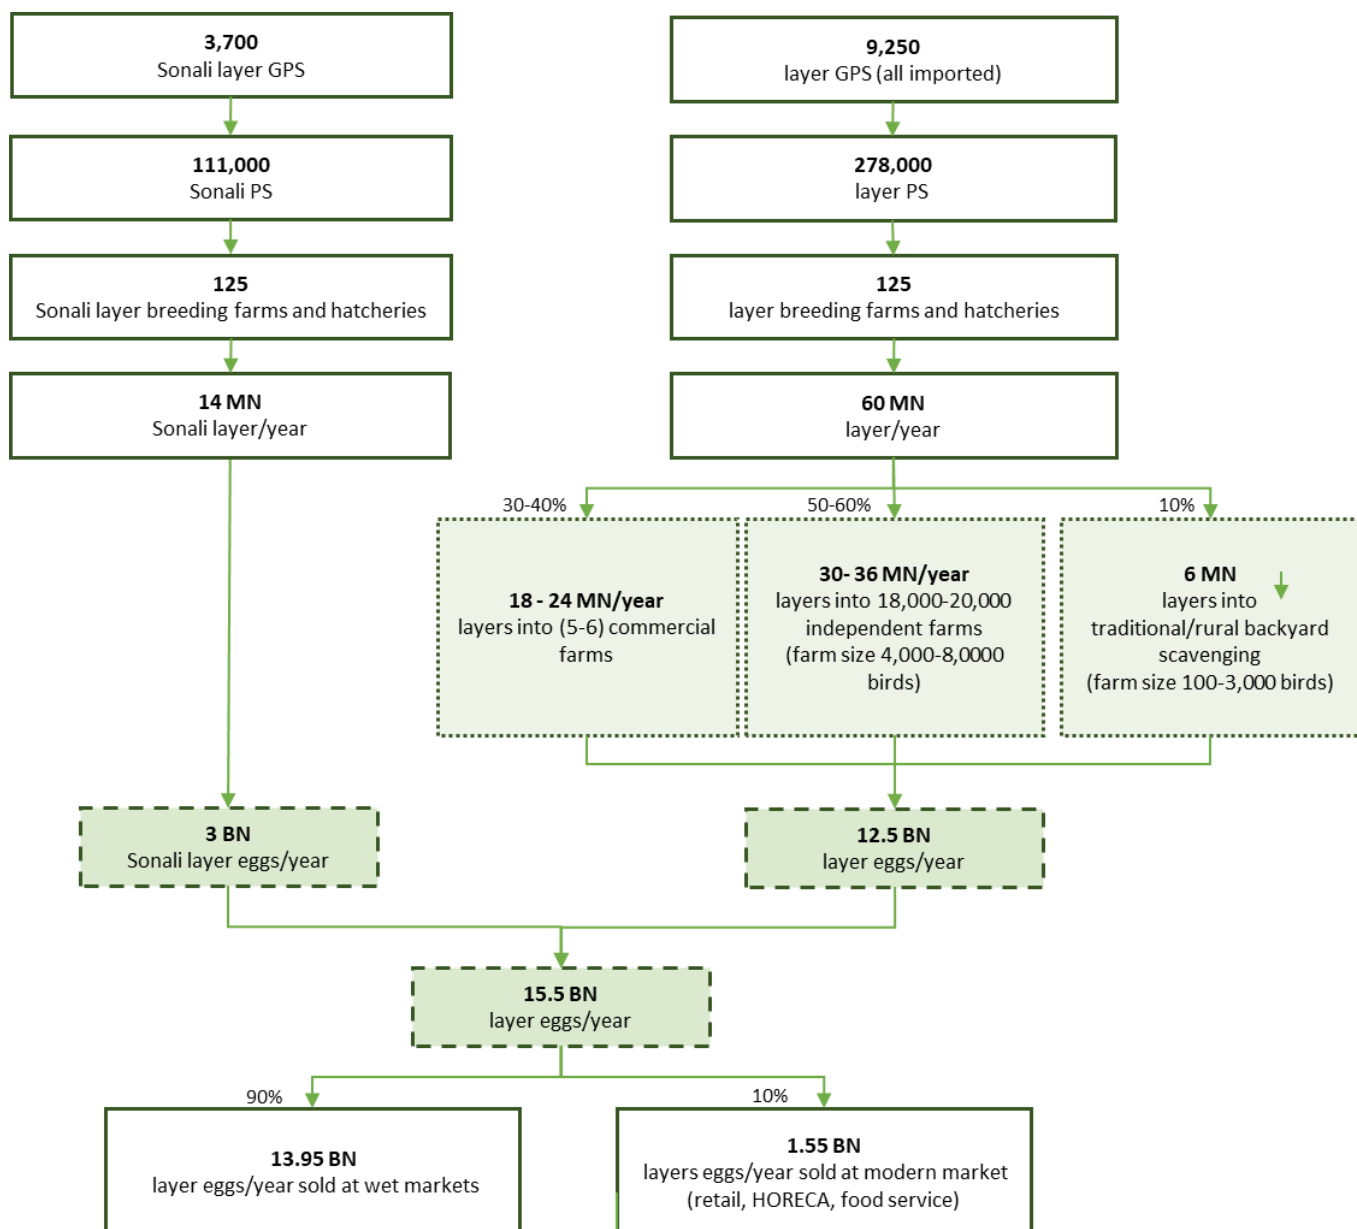 3,700
Sonali layer GPS
9,250
layer GPS (all imported)
111,000
Sonali PS
278,000
layer PS
125
Sonali layer breeding farms and hatcheries
125
layer breeding farms and hatcheries
14 MN
Sonali layer/year
60 MN
layer/year
30-40%
50-60%
10%
18 - 24 MN/year
layers into (5-6) commercial
farms
30- 36 MN/year
layers into 18,000-20,000
independent farms
(farm size 4,000-8,0000
birds)
6 MN
layers into
traditional/rural backyard
scavenging
(farm size 100-3,000 birds)
3 BN
Sonali layer eggs/year
12.5 BN
layer eggs/year
15.5 BN
layer eggs/year
90%
10%
13.95 BN
layer eggs/year sold at wet markets
1.55 BN
layers eggs/year sold at modern market
(retail, HORECA, food service)